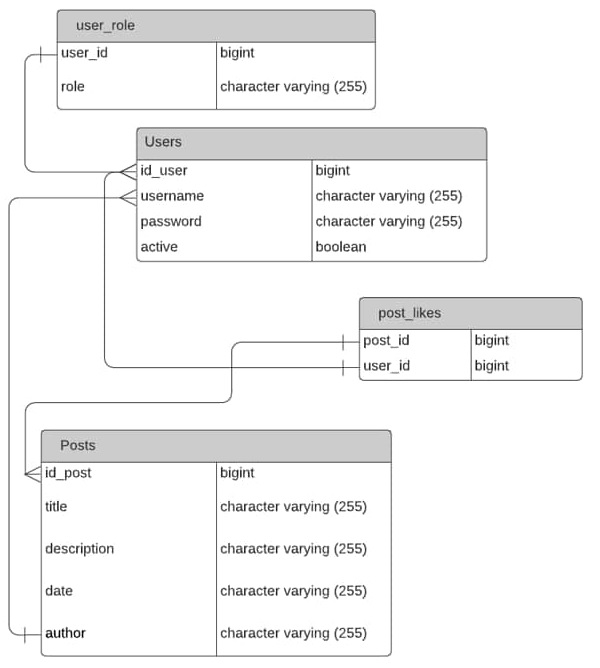 user_role
user_id bigint
role character varying (255)
Users
id_user bigint
username character varying (255)
password character varying (255)
active boolean
post_likes
post_id bigint
user_id bigint
Posts
id_post bigint
title character varying (255)
description character varying (255)
date character varying (255)
author character varying (255)